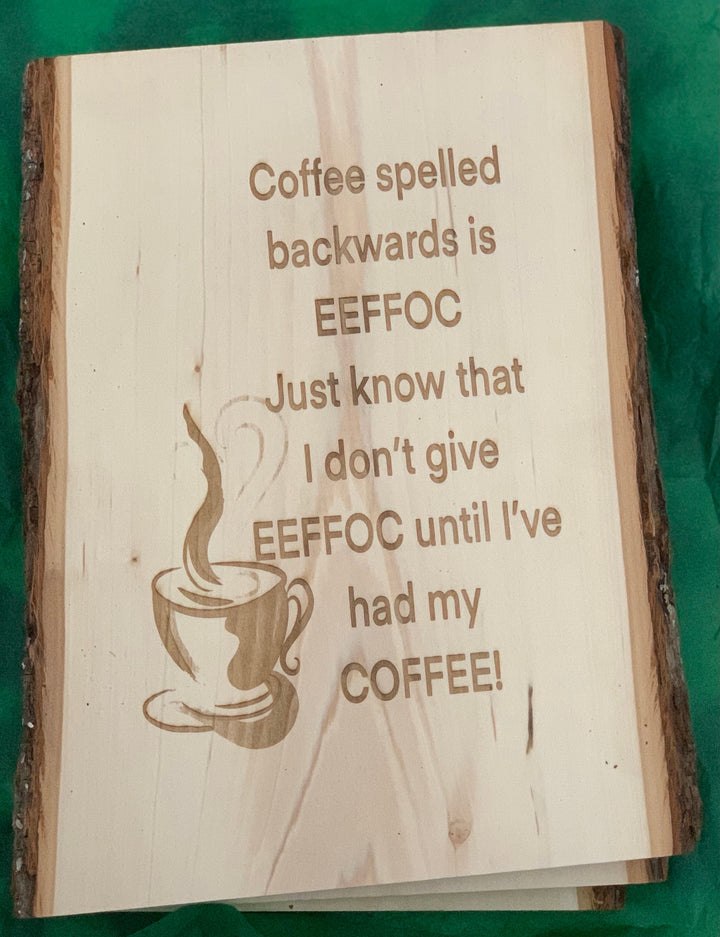 Coffee spelled
backwards is
EEFFOC
Just know that
I don't give
EEFFOC until I've
had my
COFFEE!